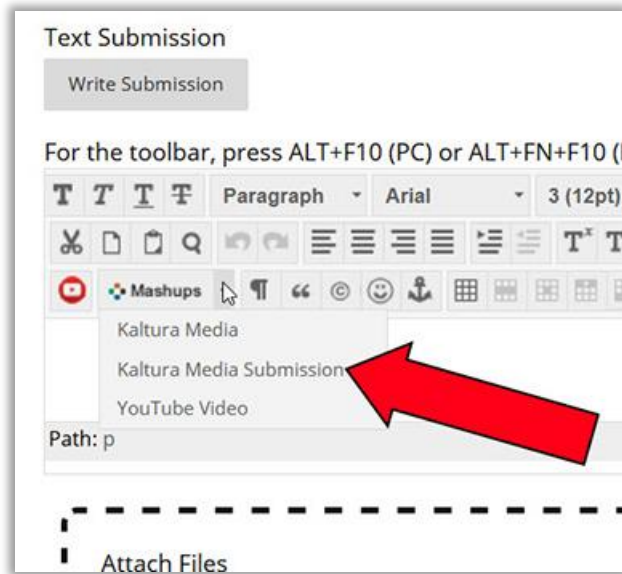 Text Submission
Write Submission
For the toolbar, press ALT+F10 (PC) or ALT+FN+F10 (
T T T T Paragraph Arial 3 (12pt)
Mashups
Kaltura Media
Kaltura Media Submission
YouTube Video
Path: p
Attach Files